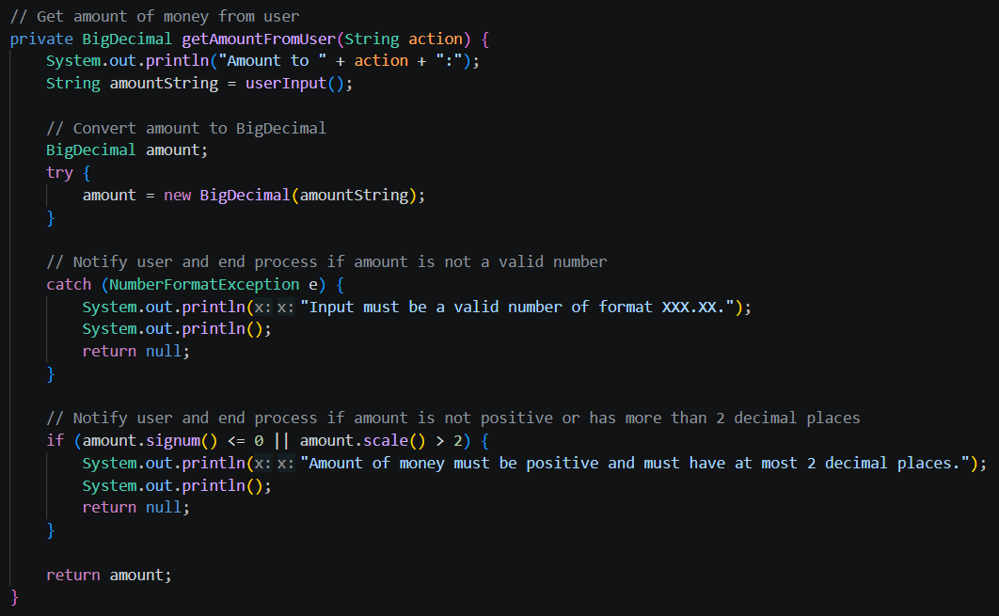 // Get amount of money from user
private BigDecimal getAmountFromUser(String action) {
    System.out.println("Amount to " + action + ":");
    String amountString = userInput();

    // Convert amount to BigDecimal
    BigDecimal amount;
    try {
        amount = new BigDecimal(amountString);
    }

    // Notify user and end process if amount is not a valid number
    catch (NumberFormatException e) {
        System.out.println(x: x: "Input must be a valid number of format XXX.XX.");
        System.out.println();
        return null;
    }

    // Notify user and end process if amount is not positive or has more than 2 decimal places
    if (amount.signum() <= 0 || amount.scale() > 2) {
        System.out.println(x: x: "Amount of money must be positive and must have at most 2 decimal places.");
        System.out.println();
        return null;
    }

    return amount;
}